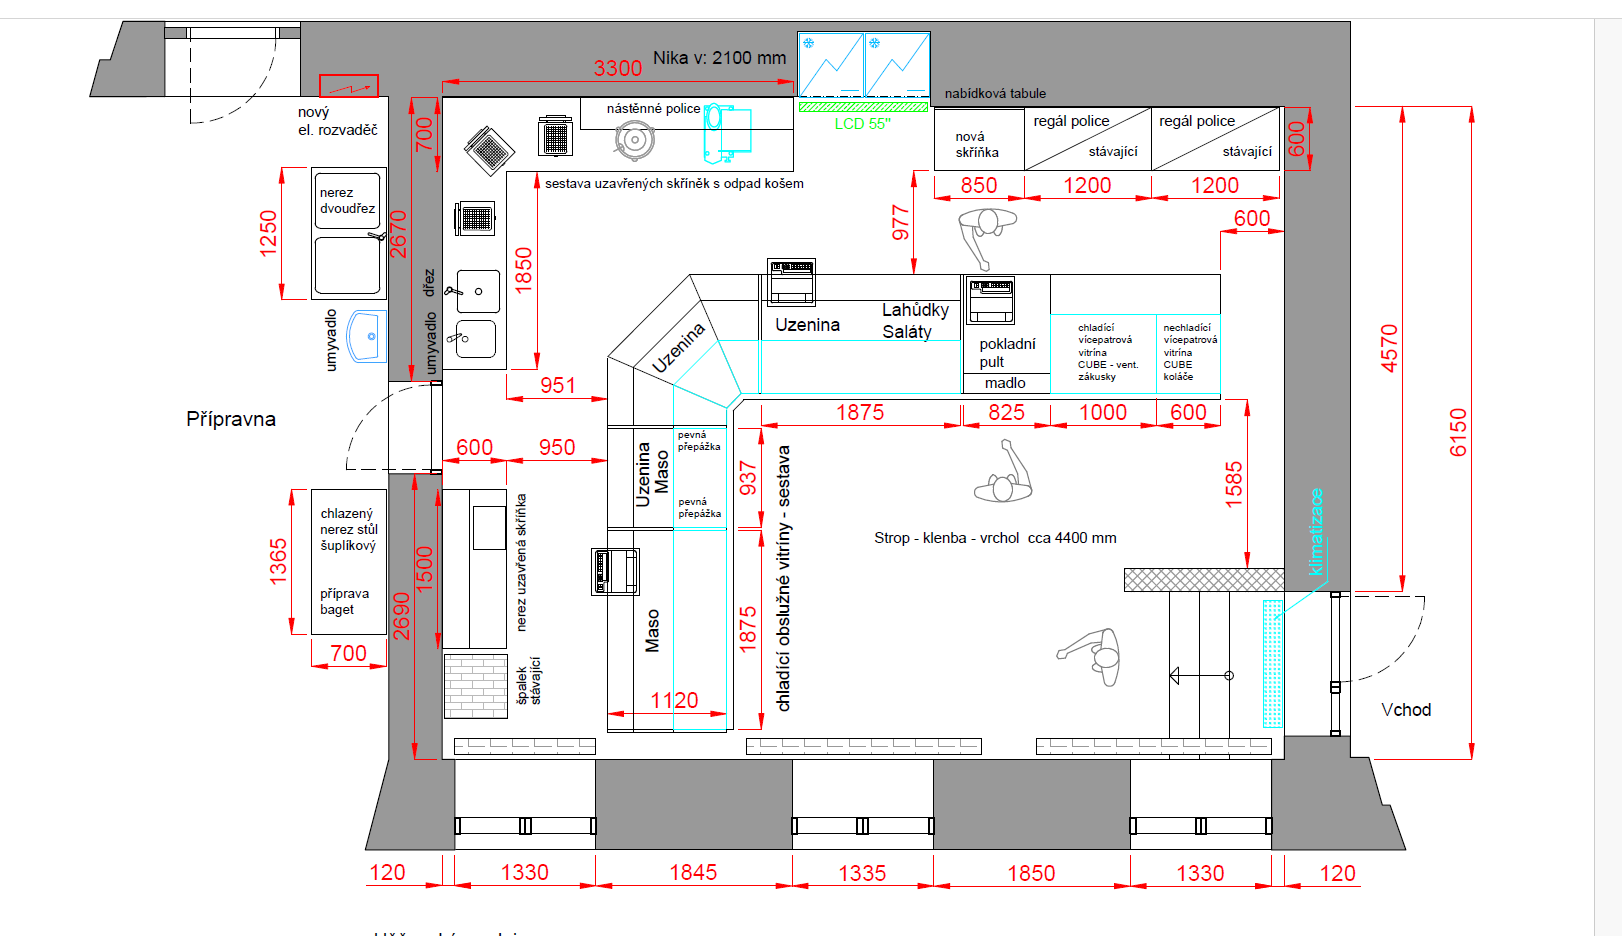 Nika v: 2100 mm
3300
nabídková tabule
nový
el. rozvaděč
nástěnné police
LCD 55"
700
nová
skříňka
regál police
stávající
regál police
stávající
600
sestava uzavřených skříněk s odpad košem
850
1200
1200
nerez
dvoudřez
1250
2670
977
600
1850
dřez
umyvadlo
umyvadlo
Uzenina
Uzenina
Lahůdky
Saláty
pokladní
pult
madlo
chladící
vícepatrová
vitrína
CUBE - vent.
zákusky
nechladící
vícepatrová
vitrína
CUBE
koláče
4570
6150
951
1875
825
1000
600
Přípravna
600
950
Uzenina
Maso
pevná
přepážka
pevná
přepážka
937
chladící obslužné vitríny - sestava
1585
klimatizace
Strop - klenba - vrchol cca 4400 mm
chlazený
nerez stůl
šuplíkový
příprava
baget
1365
700
2690
1500
nerez uzavřená skříňka
špalek
stávající
Maso
1875
1120
Vchod
120
1330
1845
1335
1850
1330
120